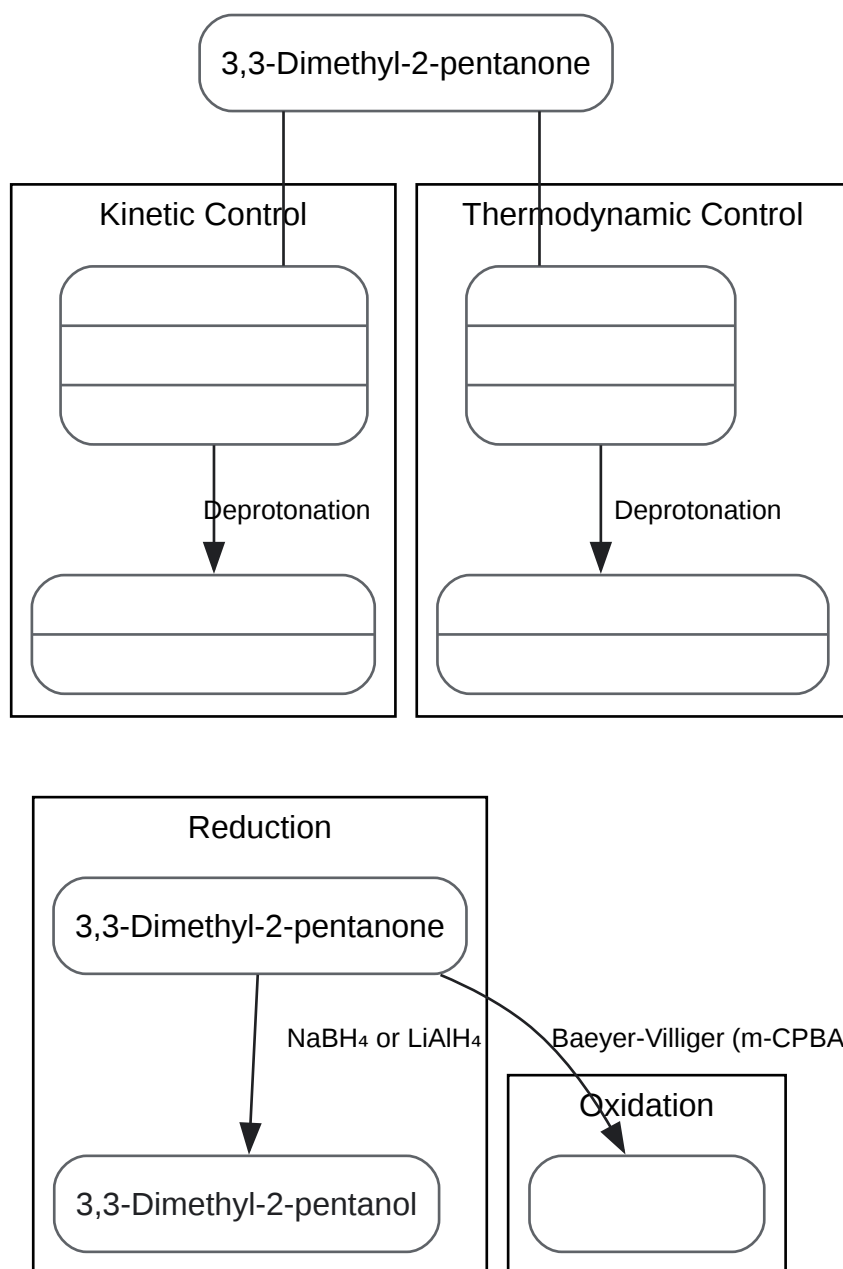 3,3-Dimethyl-2-pentanone
Kinetic Control
Thermodynamic Control
Deprotonation
Deprotonation
Reduction
3,3-Dimethyl-2-pentanone
NaBH₄ or LiAlH₄
Baeyer-Villiger (m-CPBA
Oxidation
3,3-Dimethyl-2-pentanol